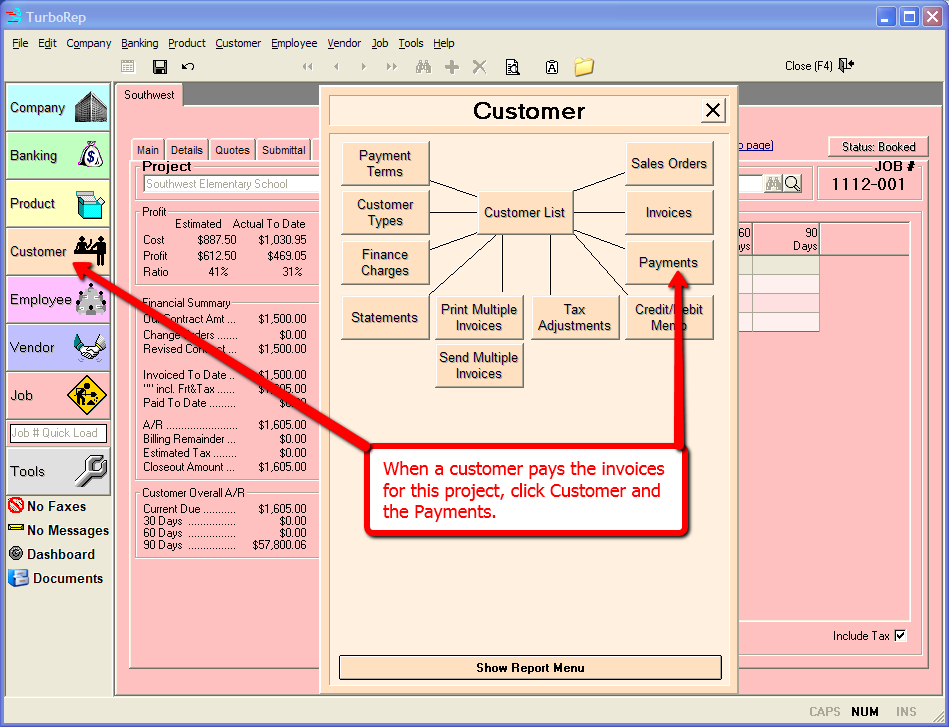 TurboRep
File Edit Company Banking Product Customer Employee Vendor Job Tools Help
Close (F4)
Company
Banking
Product
Customer
Employee
Vendor
Job
Job # Quick Load
Tools
No Faxes
No Messages
Dashboard
Documents
Southwest
Main Details Quotes Submittal
Project
Southwest Elementary School
Profit
Estimated Actual To Date
Cost $887.50 $1,030.95
Profit $612.50 $469.05
Ratio 41% 31%
Financial Summary
Our Contract Amt ... $1,500.00
Change Orders ...... $0.00
Revised Contract ... $1,500.00
Invoiced To Date .. $1,500.00
"" incl. Frt&Tax ..... $1,605.00
Paid To Date ......... $0.00
A/R ...................... $1,605.00
Billing Remainder ... $0.00
Estimated Tax ....... $0.00
Closeout Amount ... $1,605.00
Customer Overall A/R
Current Due ........... $1,605.00
30 Days ................ $0.00
60 Days ................ $0.00
90 Days ................ $57,800.06
Customer
Payment Terms
Customer Types
Finance Charges
Statements
Customer List
Sales Orders
Invoices
Payments
Print Multiple Invoices
Tax Adjustments
Credit/Debit Memo
Send Multiple Invoices
When a customer pays the invoices
for this project, click Customer and
the Payments.
Show Report Menu
page)
Status: Booked
JOB #
1112-001
60 90
Days
Include Tax
CAPS NUM INS